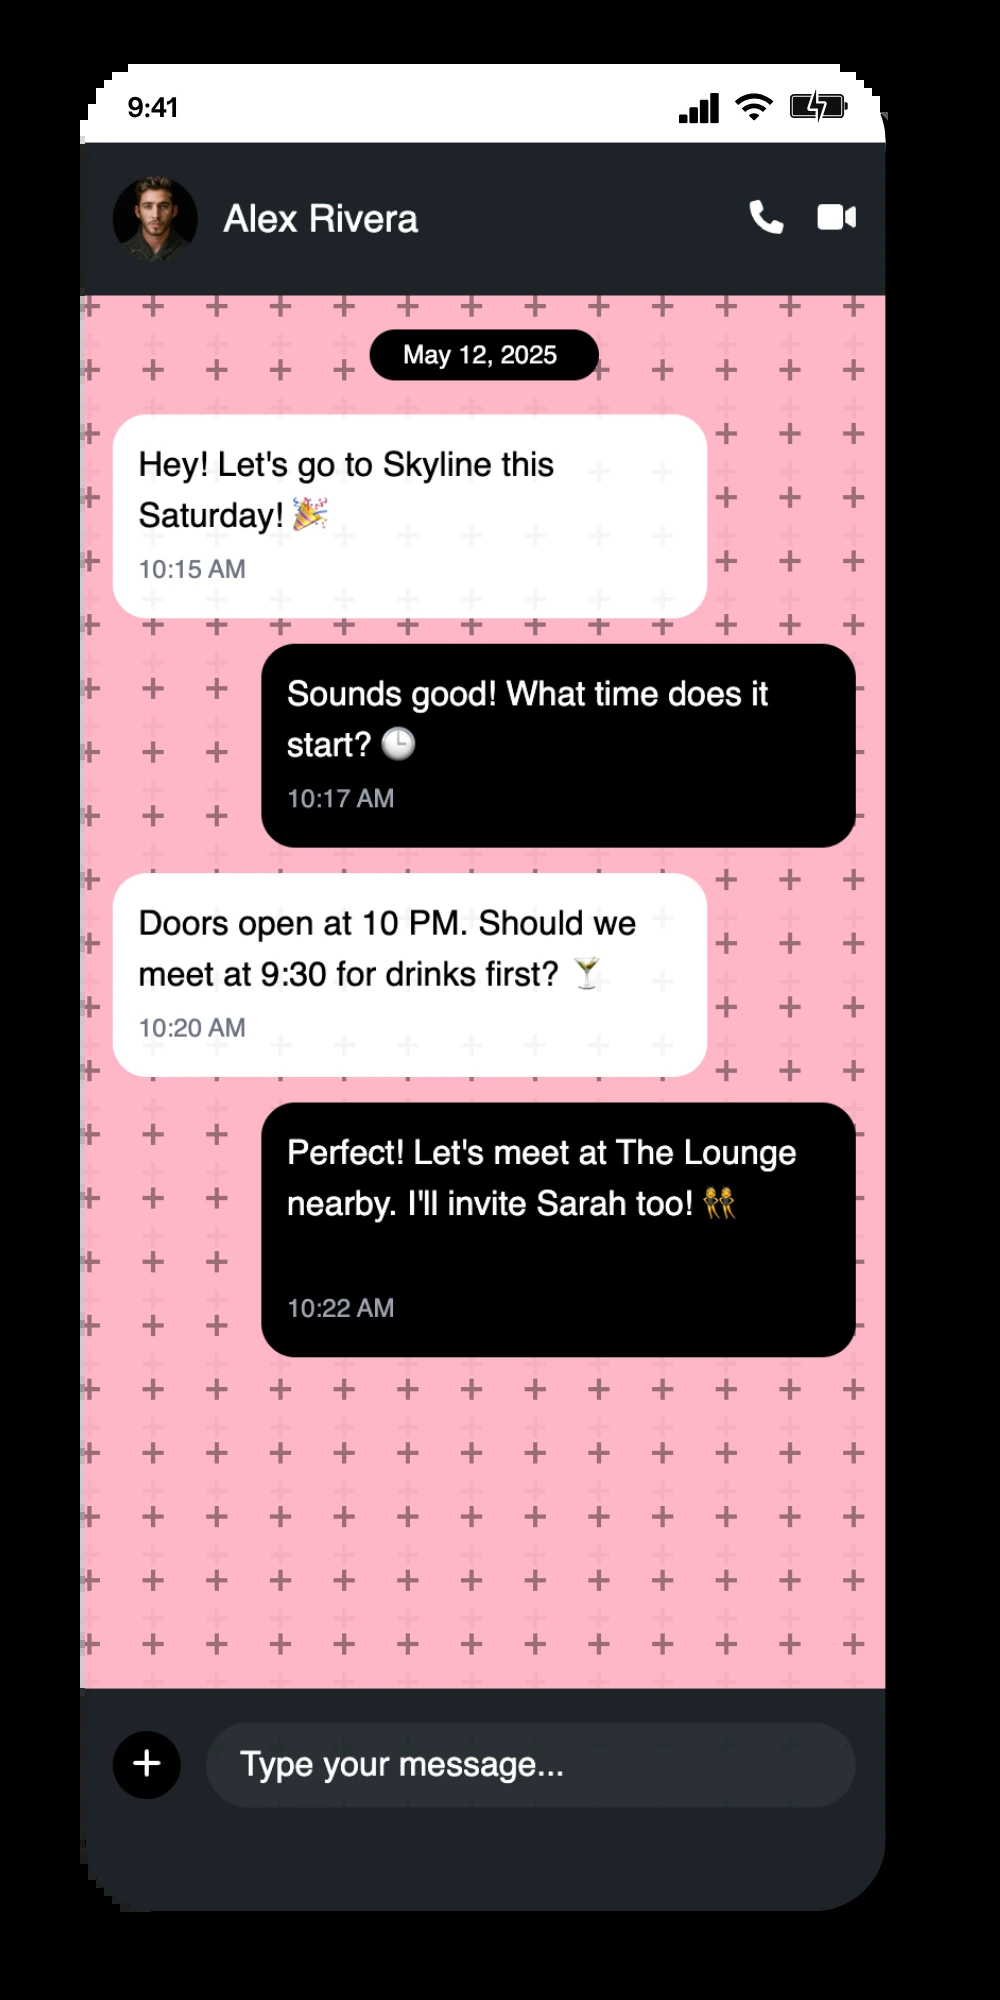 9:41
Alex Rivera
May 12, 2025
Hey! Let's go to Skyline this
Saturday! 🎉
10:15 AM
Sounds good! What time does it
start? 🕒
10:17 AM
Doors open at 10 PM. Should we
meet at 9:30 for drinks first? 🍸
10:20 AM
Perfect! Let's meet at The Lounge
nearby. I'll invite Sarah too! 👯
10:22 AM
Type your message...